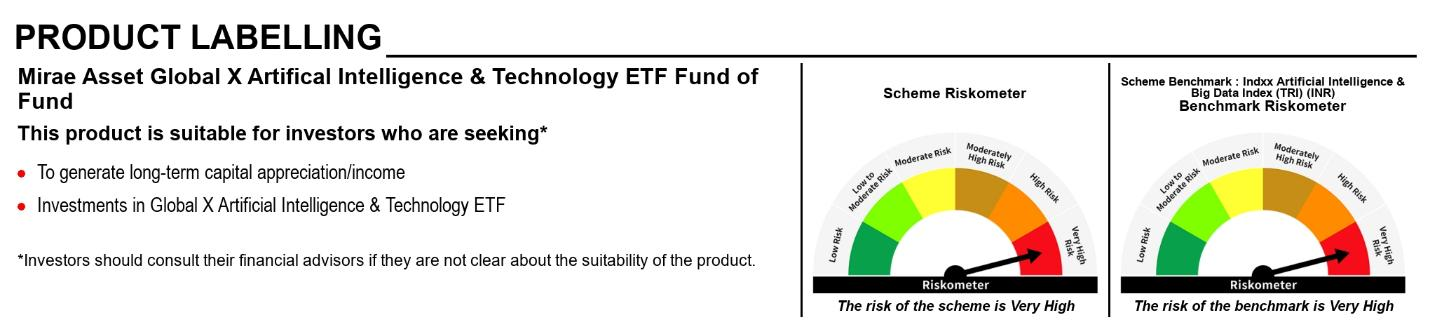 PRODUCT LABELLING
Mirae Asset Global X Artifical Intelligence & Technology ETF Fund of
Fund
This product is suitable for investors who are seeking*
To generate long-term capital appreciation/income
Investments in Global X Artificial Intelligence & Technology ETF
*Investors should consult their financial advisors if they are not clear about the suitability of the product.
Scheme Riskometer
Low Risk
Low to
Moderate Risk
Moderate Risk
Moderately
High Risk
High Risk
Very High
Risk
Riskometer
The risk of the scheme is Very High
Scheme Benchmark : Indxx Artificial Intelligence &
Big Data Index (TRI) (INR)
Benchmark Riskometer
Low Risk
Low to
Moderate Risk
Moderate Risk
Moderately
High Risk
High Risk
Very High
Risk
Riskometer
The risk of the benchmark is Very High